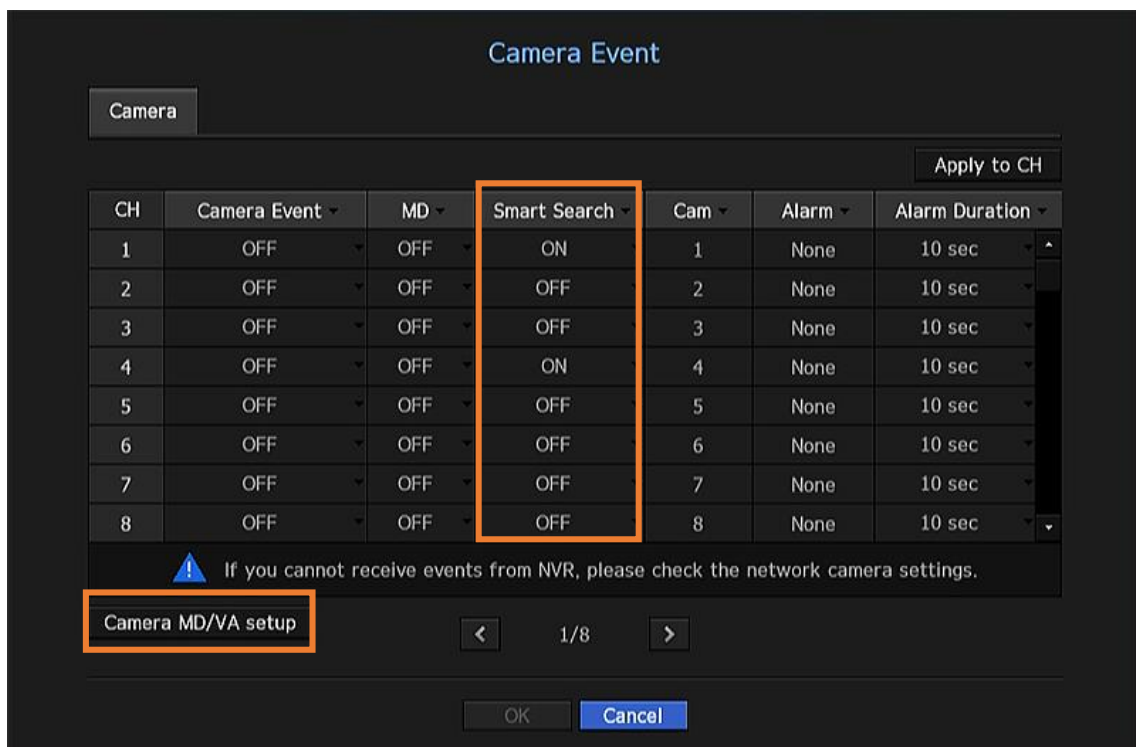 Camera Event
Camera
Apply to CH
CH Camera Event MD Smart Search Cam Alarm Alarm Duration
1 OFF OFF ON 1 None 10 sec
2 OFF OFF OFF 2 None 10 sec
3 OFF OFF OFF 3 None 10 sec
4 OFF OFF ON 4 None 10 sec
5 OFF OFF OFF 5 None 10 sec
6 OFF OFF OFF 6 None 10 sec
7 OFF OFF OFF 7 None 10 sec
8 OFF OFF OFF 8 None 10 sec
If you cannot receive events from NVR, please check the network camera settings.
Camera MD/VA setup < 1/8 >
OK Cancel